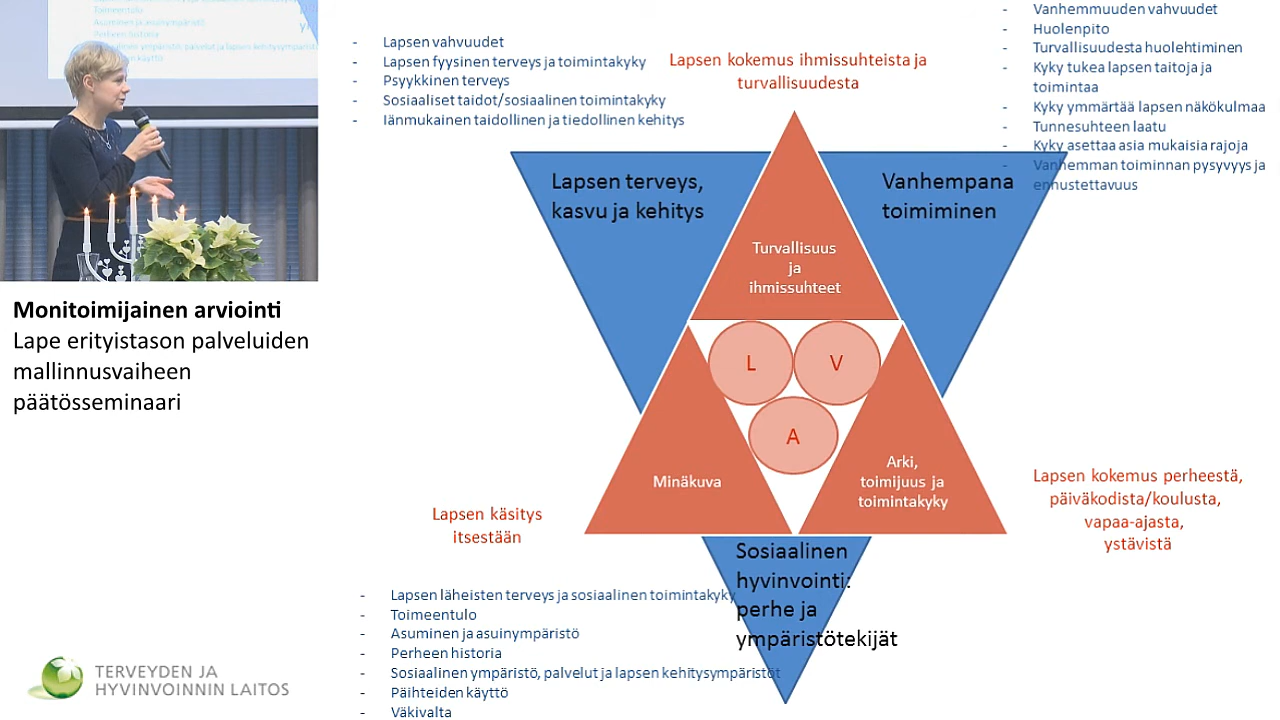 - Lapsen vahvuudet
- Lapsen fyysinen terveys ja toimintakyky
- Psyykkinen terveys
- Sosiaaliset taidot/sosiaalinen toimintakyky
- Iänmukainen taidollinen ja tiedollinen kehitys
Lapsen kokemus ihmissuhteista ja
turvallisuudesta
- Vanhemmuuden vahvuudet
- Huolenpito
- Turvallisuudesta huolehtiminen
- Kyky tukea lapsen taitoja ja
toimintaa
- Kyky ymmärtää lapsen näkökulmaa
- Tunnesuhteen laatu
- Kyky asettaa asia mukaisia rajoja
- Vanhemman toiminnan pysyvyys ja
ennustettavuus
Lapsen terveys,
kasvu ja kehitys
Vanhempana
toimiminen
Turvallisuus
ja
ihmissuhteet
Monitoimijainen arviointi
Lape erityistason palveluiden
mallinnusvaiheen
päätösseminaari
L
V
A
Minäkuva
Arki,
toimijuus ja
toimintakyky
Lapsen käsitys
itsestään
Lapsen kokemus perheestä,
päiväkodista/koulusta,
vapaa-ajasta,
ystävistä
Sosiaalinen
hyvinvointi:
perhe ja
ympäristötekijät
- Lapsen läheisten terveys ja sosiaalinen toimintakyky
- Toimeentulo
- Asuminen ja asuinympäristö
- Perheen historia
- Sosiaalinen ympäristö, palvelut ja lapsen kehitysympäristöt
- Päihteiden käyttö
- Väkivalta
TERVEYDEN JA
HYVINVOINNIN LAITOS